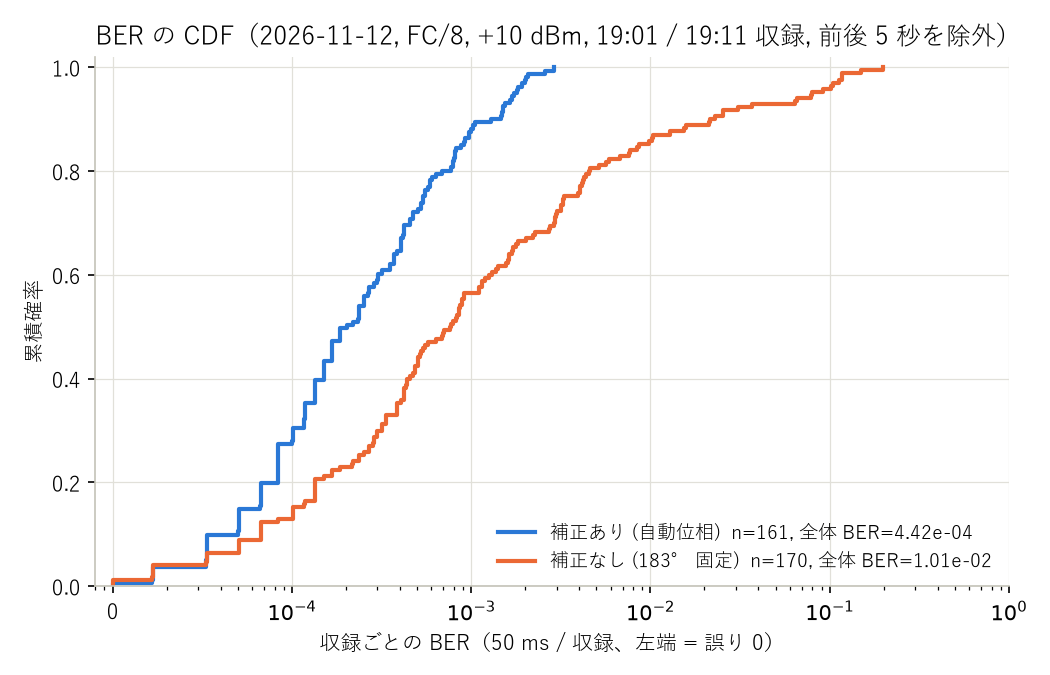 BER の CDF（2026-11-12, FC/8, +10 dBm, 19:01 / 19:11 収録, 前後 5 秒を除外）
累積確率
1.0
0.8
0.6
0.4
0.2
0.0
補正あり (自動位相) n=161, 全体 BER=4.42e-04
補正なし (183° 固定) n=170, 全体 BER=1.01e-02
0
10⁻⁴
10⁻³
10⁻²
10⁻¹
10⁰
収録ごとの BER（50 ms / 収録、左端 = 誤り 0）